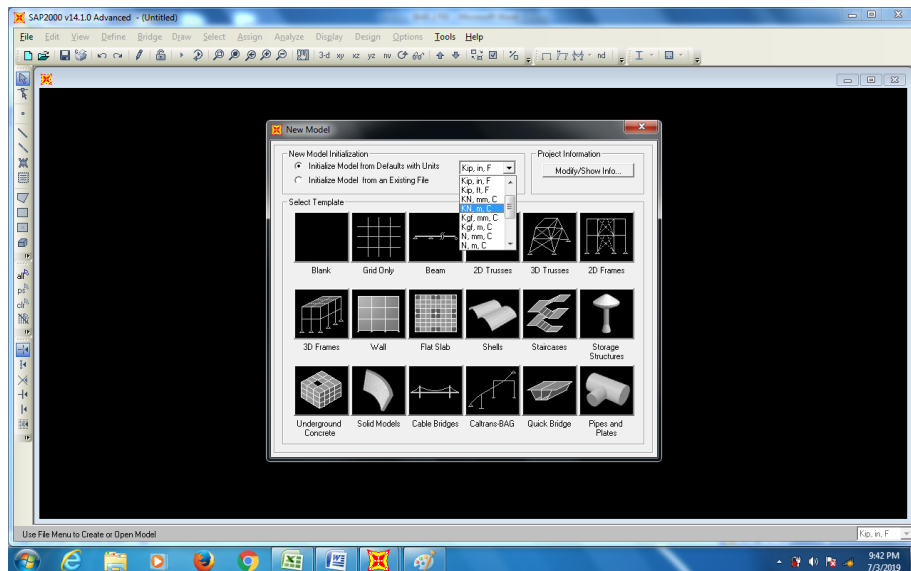 SAP2000 v14.1.0 Advanced - (Untitled)
File Edit View Define Bridge Draw Select Assign Analyze Display Design Options Tools Help
3-d xy xz yz nv
nd
New Model
New Model Initialization
Project Information
Initialize Model from Defaults with Units
Kip, in, F
Modify/Show Info...
Initialize Model from an Existing File
Kip, in, F
Kip, ft, F
KN, mm, C
KN, m, C
Kgf, mm, C
Kgf, m, C
N, mm, C
N, m, C
Select Template
Blank Grid Only Beam 2D Trusses 3D Trusses 2D Frames
3D Frames Wall Flat Slab Shells Staircases Storage
Structures
Underground Solid Models Cable Bridges Caltrans-BAG Quick Bridge Pipes and
Concrete Plates
all
ps
clr
Use File Menu to Create or Open Model
Kip, in, F
9:42 PM
7/3/2019